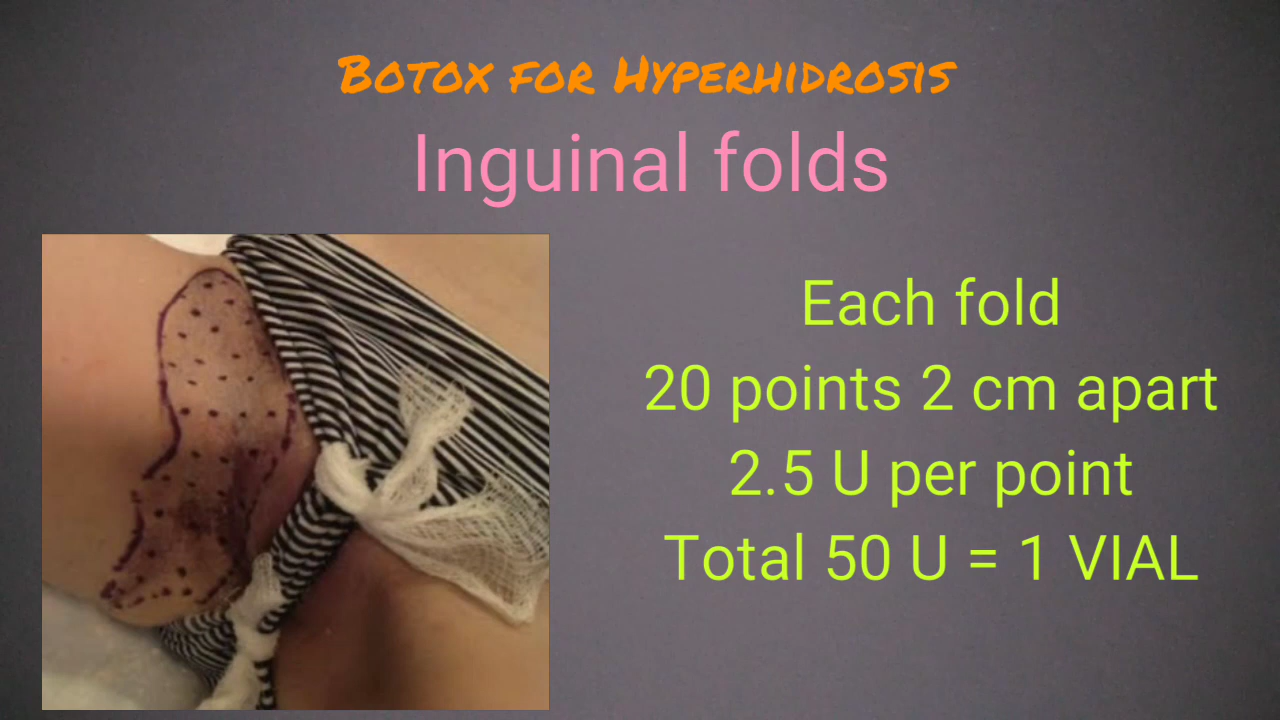 Botox for Hyperhidrosis
Inguinal folds
Each fold
20 points 2 cm apart
2.5 U per point
Total 50 U = 1 VIAL